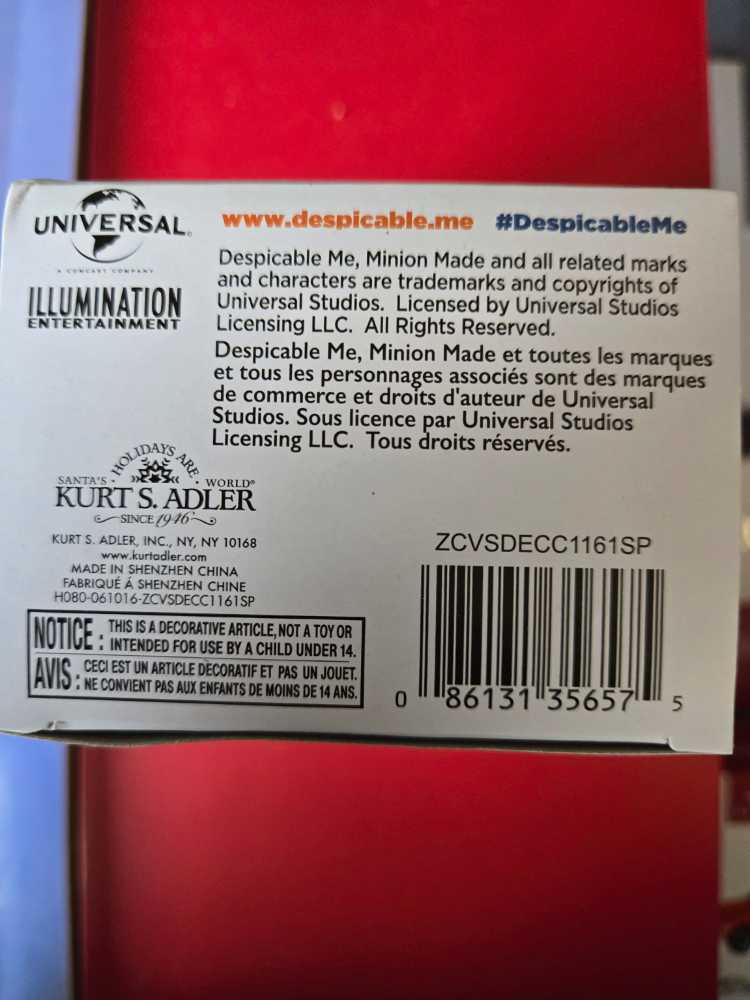 UNIVERSAL
A COMCAST COMPANY
ILLUMINATION
ENTERTAINMENT
www.despicable.me #DespicableMe
Despicable Me, Minion Made and all related marks
and characters are trademarks and copyrights of
Universal Studios. Licensed by Universal Studios
Licensing LLC. All Rights Reserved.
Despicable Me, Minion Made et toutes les marques
et tous les personnages associés sont des marques
de commerce et droits d'auteur de Universal
Studios. Sous licence par Universal Studios
Licensing LLC. Tous droits réservés.
HOLIDAYS ARE
SANTA'S · WORLD®
KURT S. ADLER
SINCE 1946
KURT S. ADLER, INC., NY, NY 10168
www.kurtadler.com
MADE IN SHENZHEN CHINA
FABRIQUÉ Á SHENZHEN CHINE
H080-061016-ZCVSDECC1161SP
NOTICE : THIS IS A DECORATIVE ARTICLE, NOT A TOY OR
INTENDED FOR USE BY A CHILD UNDER 14.
AVIS : CECI EST UN ARTICLE DECORATIF ET PAS UN JOUET.
NE CONVIENT PAS AUX ENFANTS DE MOINS DE 14 ANS.
ZCVSDECC1161SP
0 86131 35657 5